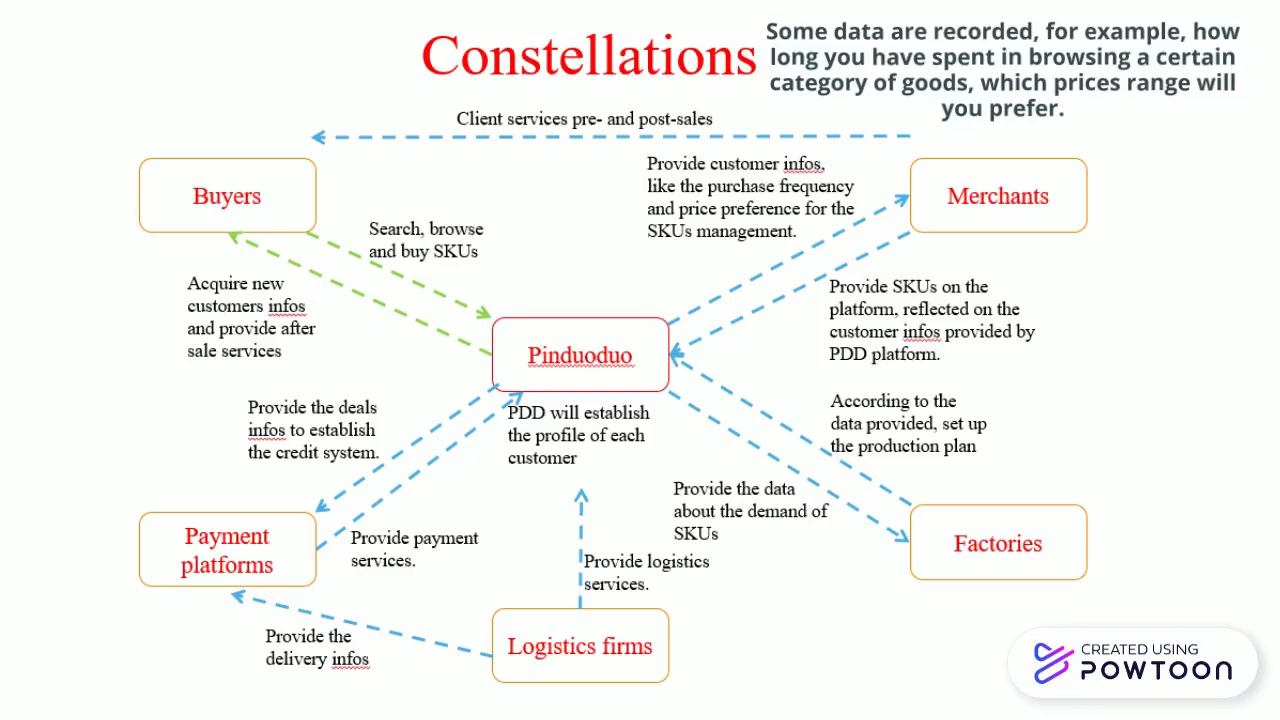 Constellations
Some data are recorded, for example, how
long you have spent in browsing a certain
category of goods, which prices range will
you prefer.
Client services pre- and post-sales
Buyers
Provide customer infos,
like the purchase frequency
and price preference for the
SKUs management.
Merchants
Search, browse
and buy SKUs
Acquire new
customers infos
and provide after
sale services
Provide SKUs on the
platform, reflected on the
customer infos provided by
PDD platform.
Pinduoduo
Provide the deals
infos to establish
the credit system.
PDD will establish
the profile of each
customer
According to the
data provided, set up
the production plan
Provide the data
about the demand of
SKUs
Payment
platforms
Provide payment
services.
Provide logistics
services.
Factories
Provide the
delivery infos
Logistics firms
CREATED USING
POWTOON